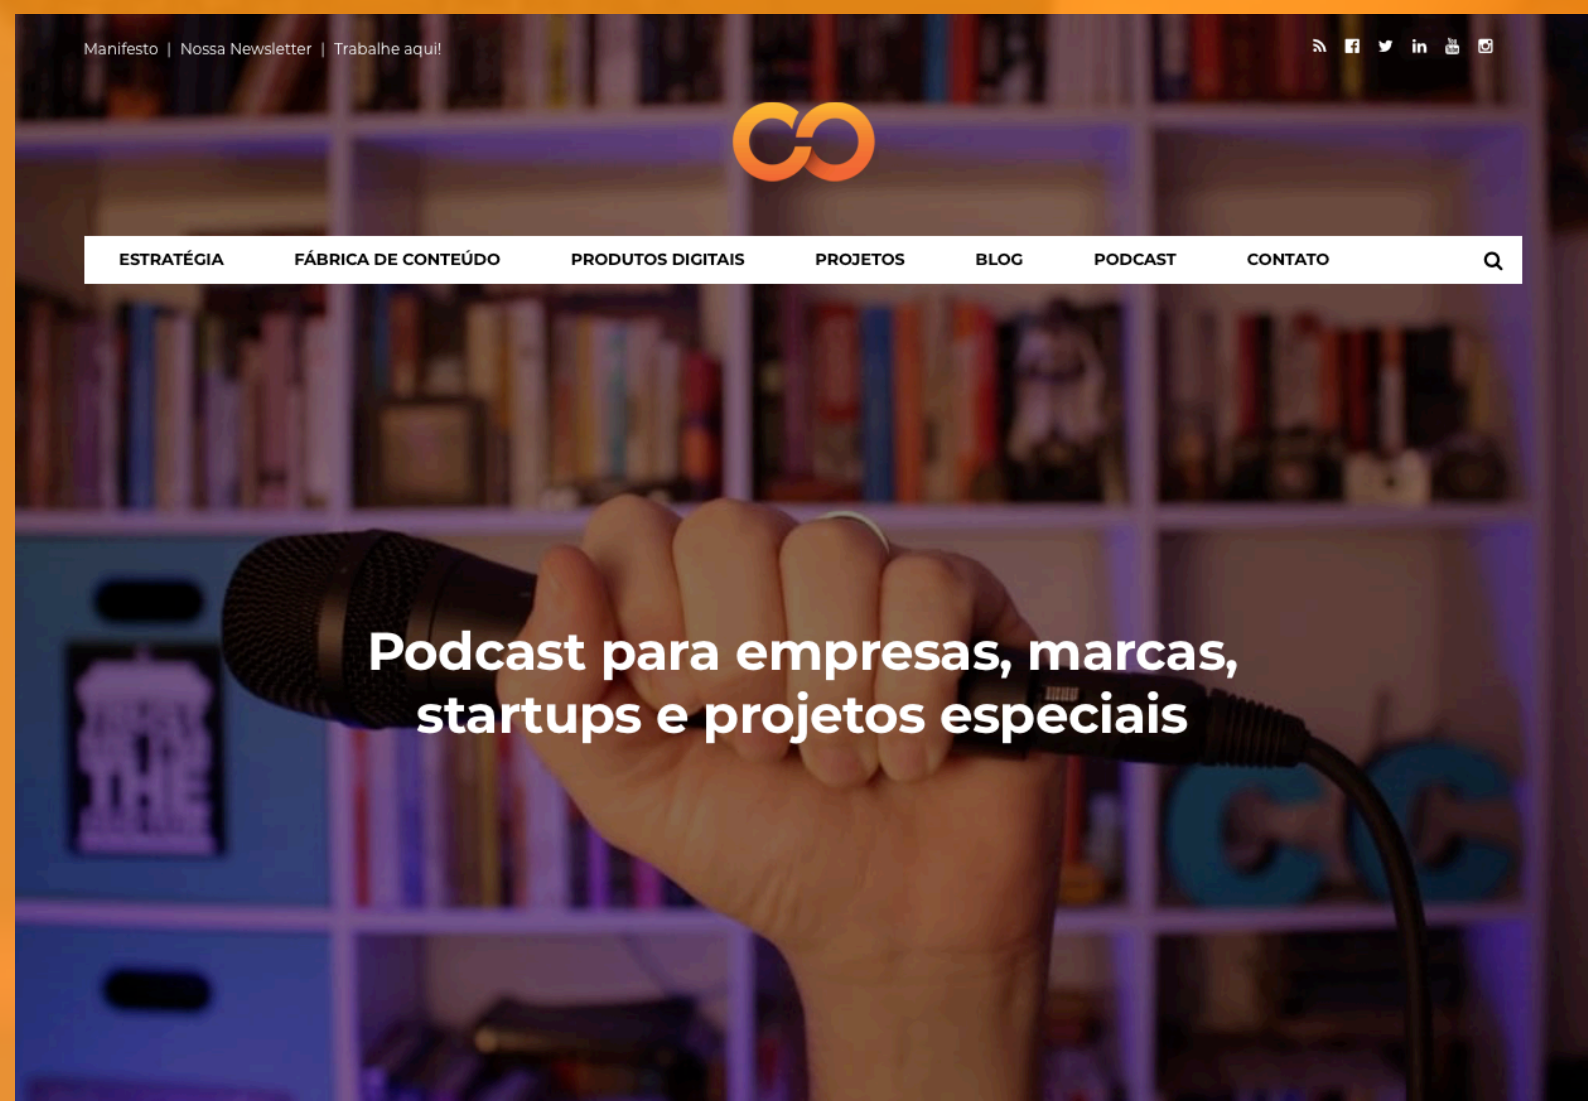 Manifesto | Nossa Newsletter | Trabalhe aqui!
ESTRATÉGIA FÁBRICA DE CONTEÚDO PRODUTOS DIGITAIS PROJETOS BLOG PODCAST CONTATO
Podcast para empresas, marcas,
startups e projetos especiais
THE